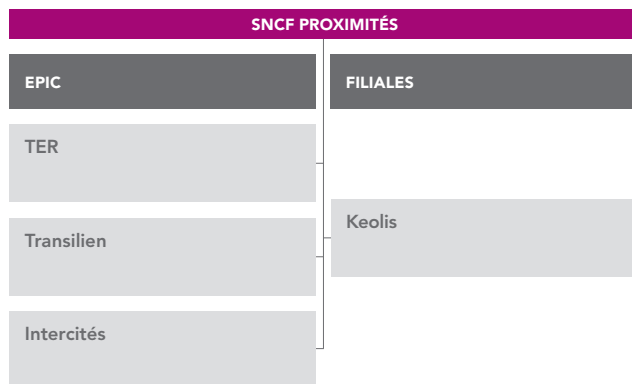 SNCF PROXIMITÉS
EPIC
FILIALES
TER
Transilien
Intercités
Keolis